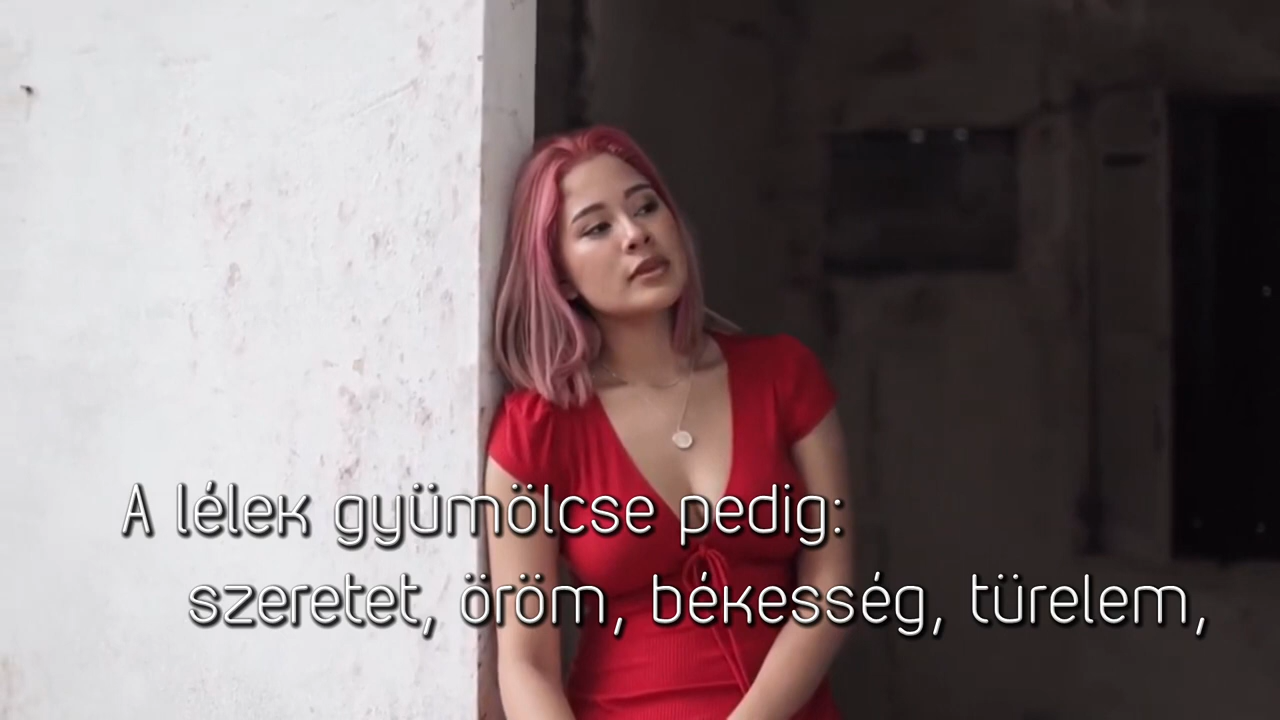 A lélek gyümölcse pedig:
szeretet, öröm, békesség, türelem,